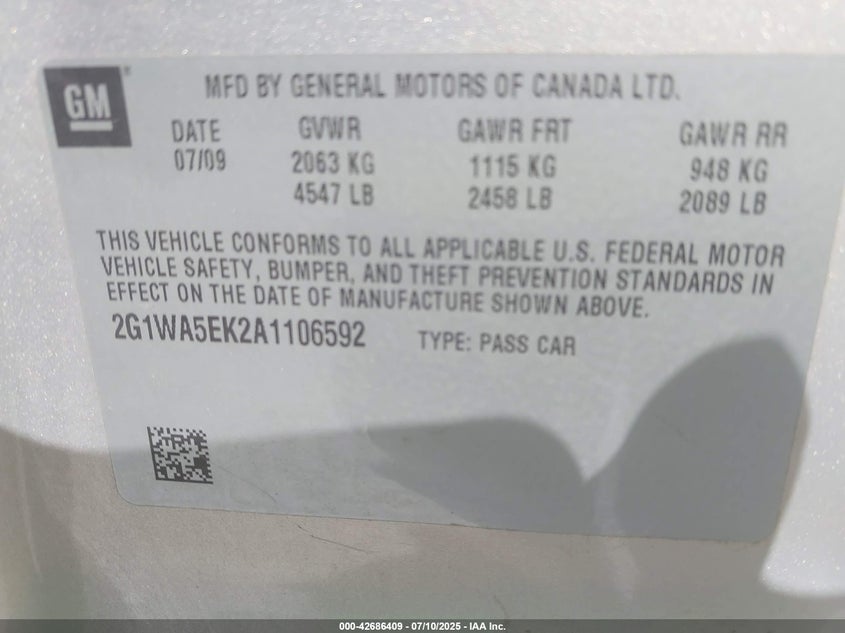 GM
MFD BY GENERAL MOTORS OF CANADA LTD.
DATE GVWR GAWR FRT GAWR RR
07/09 2063 KG 1115 KG 948 KG
4547 LB 2458 LB 2089 LB
THIS VEHICLE CONFORMS TO ALL APPLICABLE U.S. FEDERAL MOTOR
VEHICLE SAFETY, BUMPER, AND THEFT PREVENTION STANDARDS IN
EFFECT ON THE DATE OF MANUFACTURE SHOWN ABOVE.
2G1WA5EK2A1106592 TYPE: PASS CAR
000-42686409 - 07/10/2025 - IAA Inc.